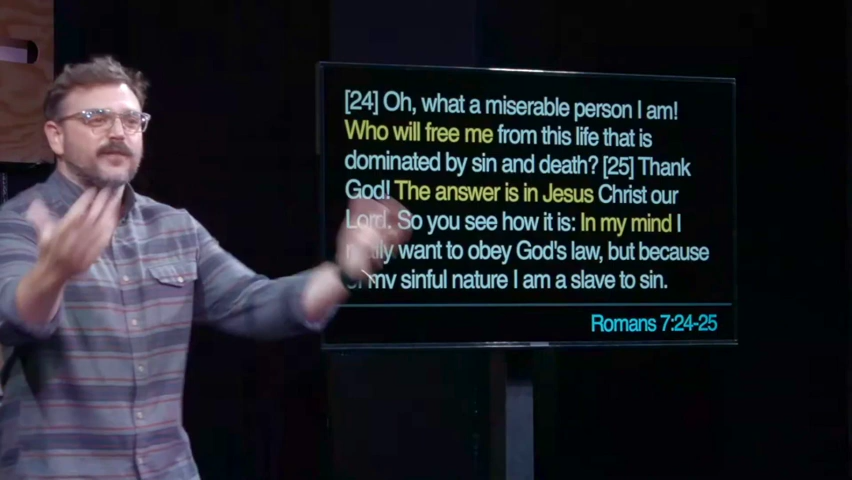 [24] Oh, what a miserable person I am!
Who will free me from this life that is
dominated by sin and death? [25] Thank
God! The answer is in Jesus Christ our
Lord. So you see how it is: In my mind I
really want to obey God's law, but because
of my sinful nature I am a slave to sin.
Romans 7:24-25